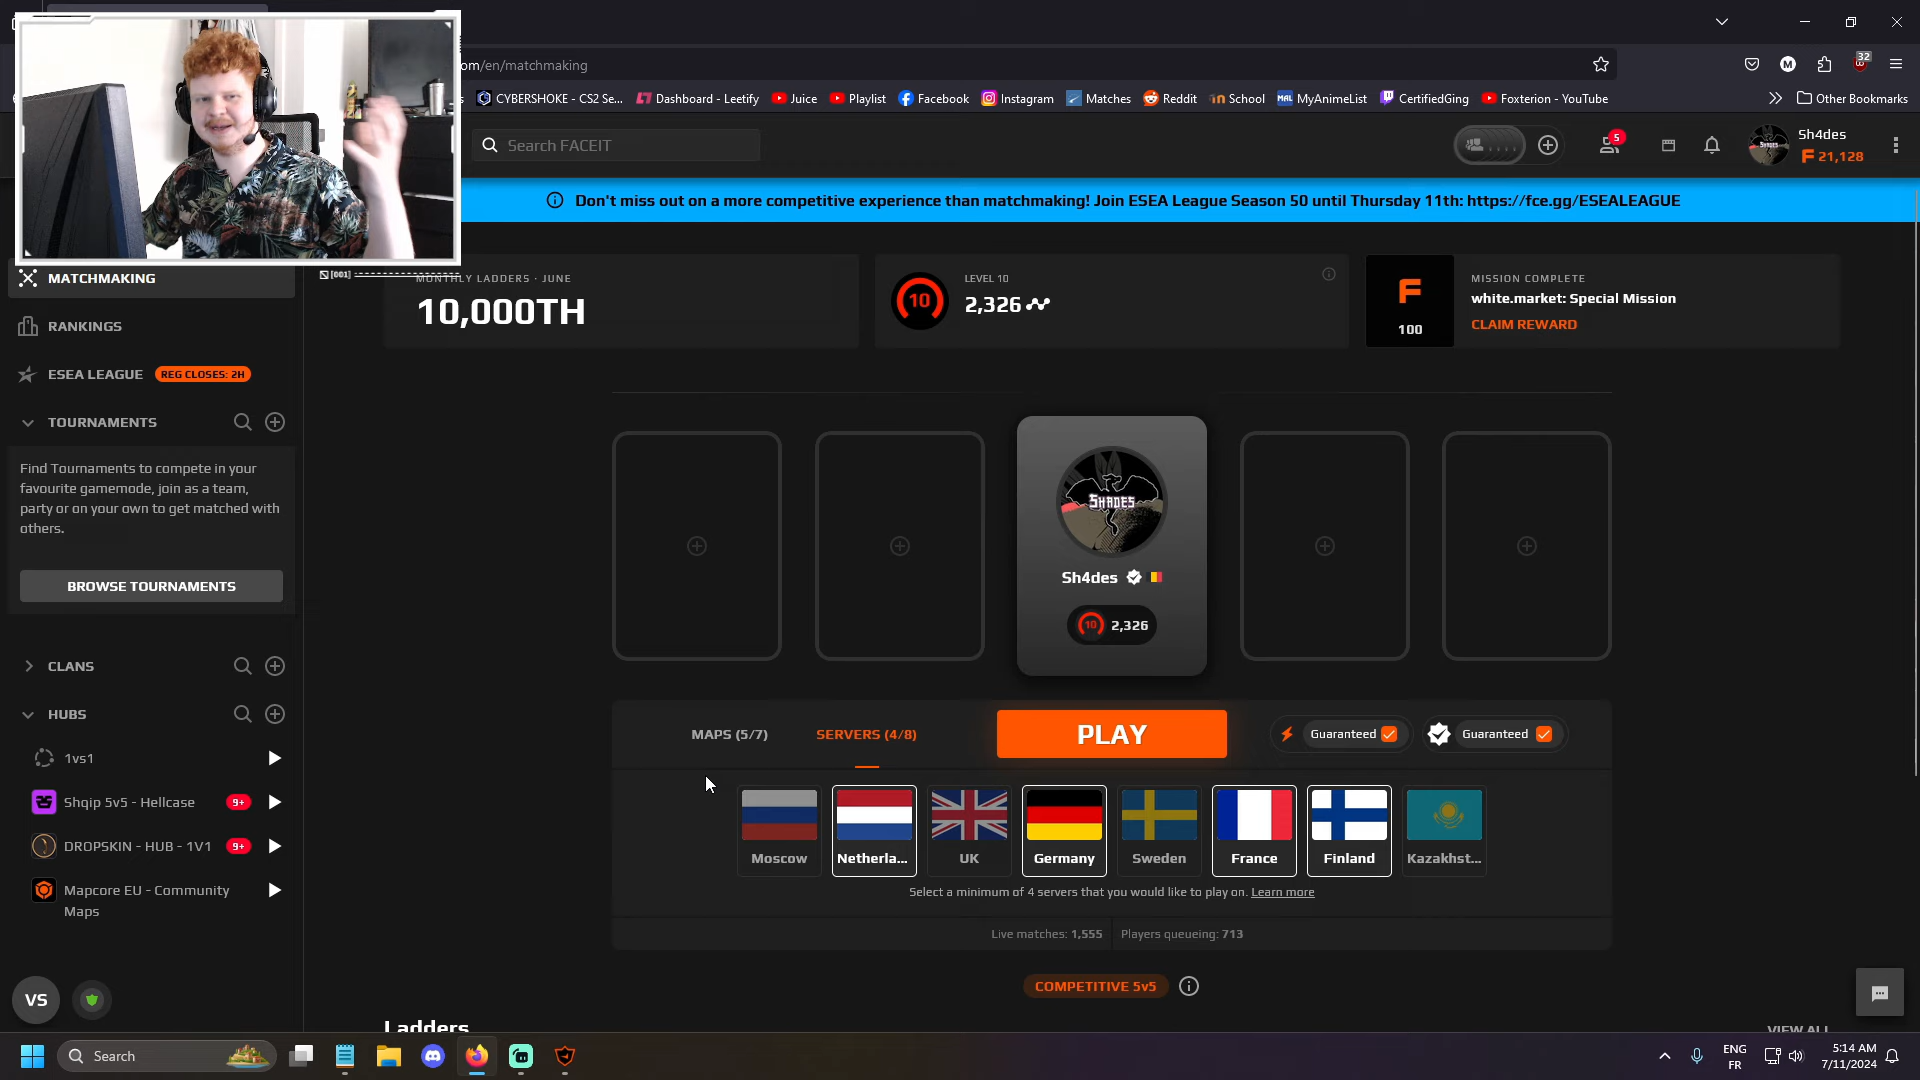 om/en/matchmaking
32
M
CYBERSHOKE - CS2 Se...
Dashboard - Leetify
Juice
Playlist
Facebook
Instagram
Matches
Reddit
School
MAL MyAnimeList
CertifiedGing
Foxterion - YouTube
Other Bookmarks
Search FACEIT
5
Sh4des
21,128
Don't miss out on a more competitive experience than matchmaking! Join ESEA League Season 50 until Thursday 11th: https://fce.gg/ESEALEAGUE
[001]
MATCHMAKING
RANKINGS
ESEA LEAGUE REG CLOSES: 2H
TOURNAMENTS
Find Tournaments to compete in your
favourite gamemode, join as a team,
party or on your own to get matched with
others.
BROWSE TOURNAMENTS
CLANS
HUBS
1vs1
Shqip 5v5 - Hellcase 9+
DROPSKIN - HUB - 1V1 9+
Mapcore EU - Community
Maps
VS
MONTHLY LADDERS · JUNE
10,000TH
10
LEVEL 10
2,326
F
100
MISSION COMPLETE
white.market: Special Mission
CLAIM REWARD
SHADES
Sh4des
10 2,326
MAPS (5/7)
SERVERS (4/8)
PLAY
Guaranteed
Guaranteed
Moscow
Netherla...
UK
Germany
Sweden
France
Finland
Kazakhst...
Select a minimum of 4 servers that you would like to play on. Learn more
Live matches: 1,555
Players queueing: 713
COMPETITIVE 5v5
Ladders
VIEW ALL
Search
ENG
FR
5:14 AM
7/11/2024